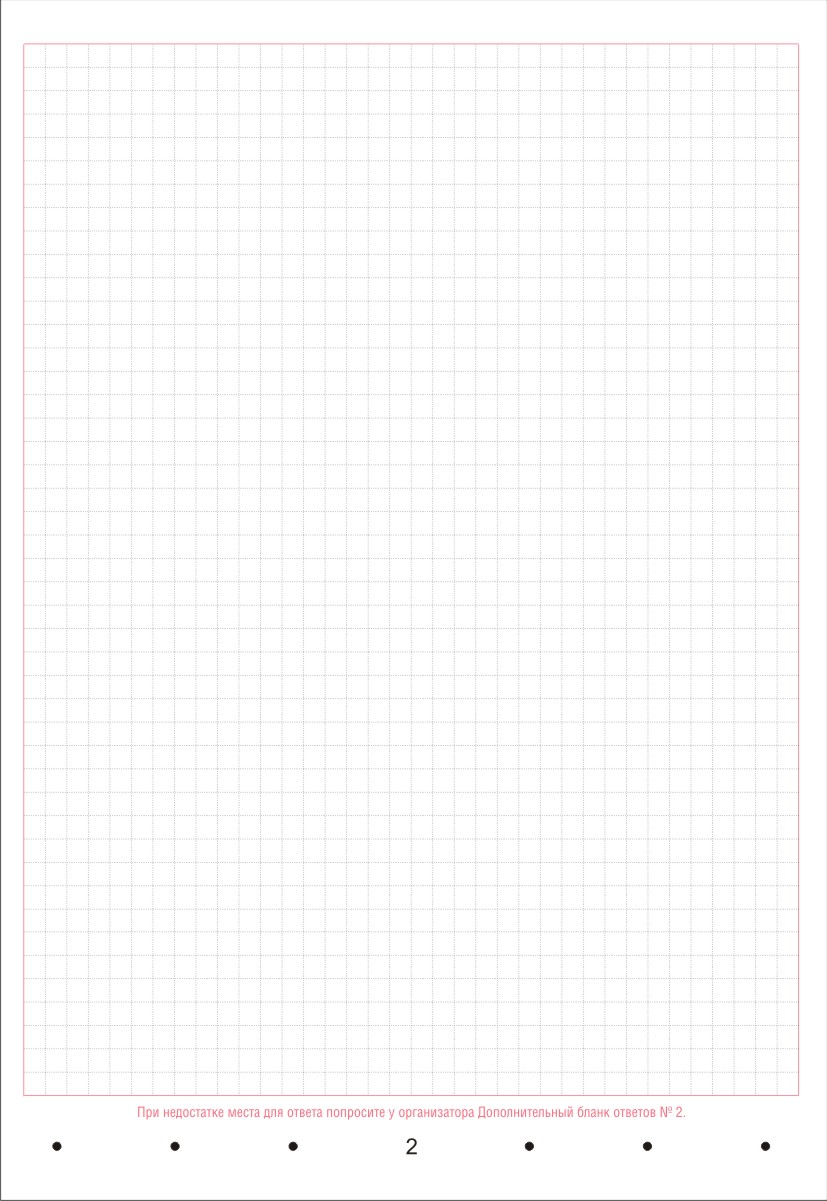 При недостатке места для ответа попросите у организатора Дополнительный бланк ответов № 2.
2